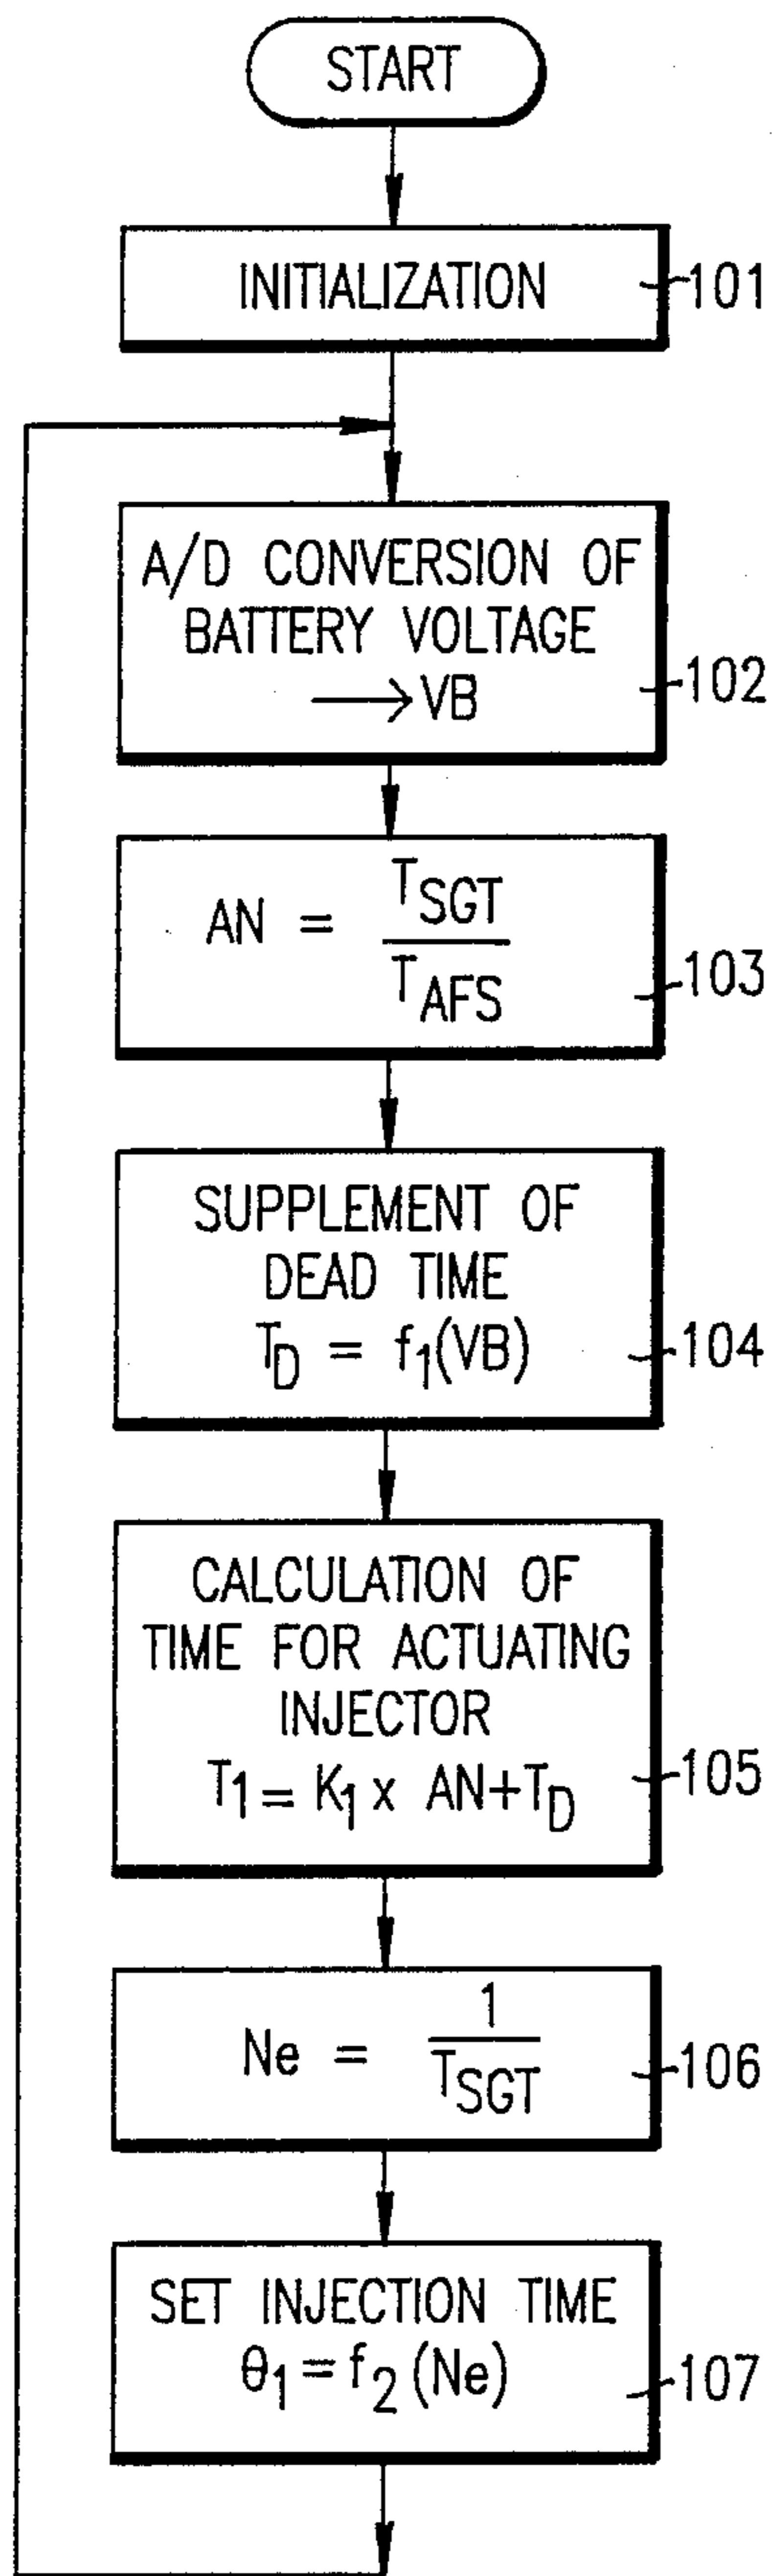 START
INITIALIZATION
101
A/D CONVERSION OF
BATTERY VOLTAGE
→VB
102
AN = T_SGT / T_AFS
103
SUPPLEMENT OF
DEAD TIME
T_D = f_1(VB)
104
CALCULATION OF
TIME FOR ACTUATING
INJECTOR
T_1 = K_1 x AN+T_D
105
Ne = 1 / T_SGT
106
SET INJECTION TIME
θ_1 = f_2 (Ne)
107